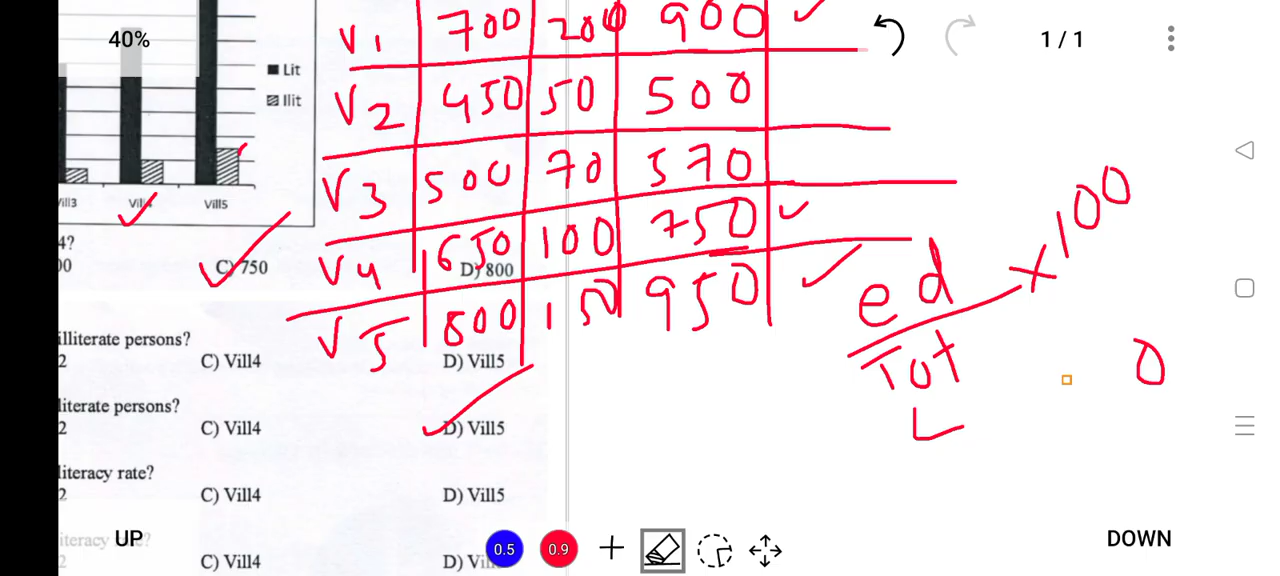 40%
UP
Lit
Illit
Vill3
Vill4
Vill5
4?
00
C) 750
D) 800
illiterate persons?
2
C) Vill4
D) Vill5
literate persons?
2
C) Vill4
D) Vill5
literacy rate?
2
C) Vill4
D) Vill5
iteracy rate?
2
C) Vill4
V1 700 200 900
V2 450 50 500
V3 500 70 570
V4 650 100 750
V5 800 150 950
ed
Tot
L
×100
0
1 / 1
0.5
0.9
DOWN